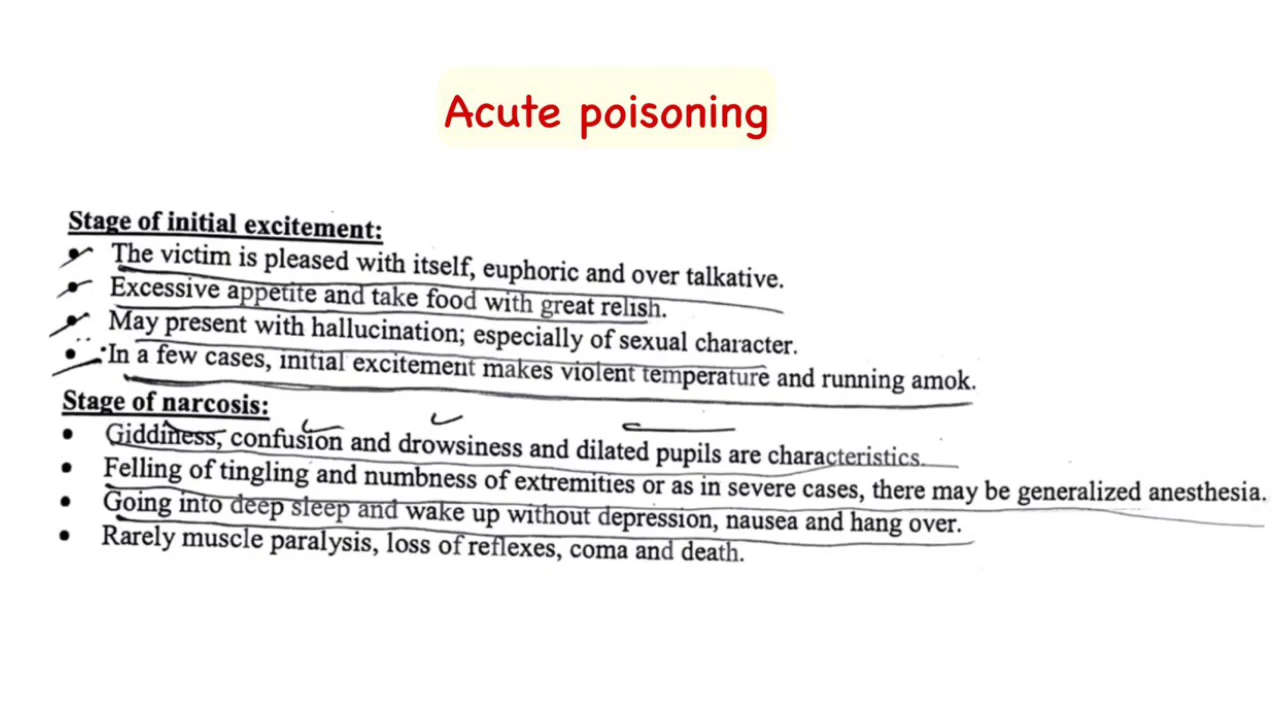 Acute poisoning
Stage of initial excitement:
• The victim is pleased with itself, euphoric and over talkative.
• Excessive appetite and take food with great relish.
• May present with hallucination; especially of sexual character.
• In a few cases, initial excitement makes violent temperature and running amok.
Stage of narcosis:
• Giddiness, confusion and drowsiness and dilated pupils are characteristics.
• Felling of tingling and numbness of extremities or as in severe cases, there may be generalized anesthesia.
• Going into deep sleep and wake up without depression, nausea and hang over.
• Rarely muscle paralysis, loss of reflexes, coma and death.